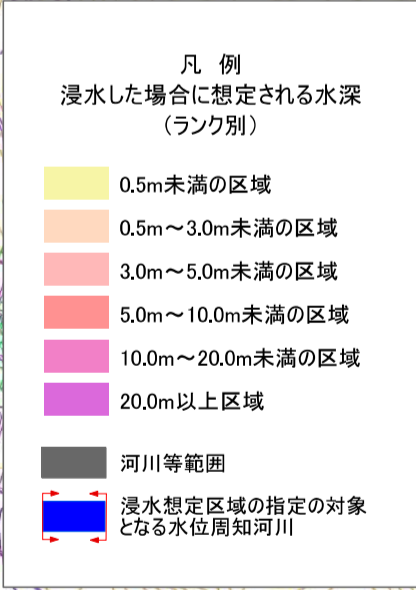 凡 例
浸水した場合に想定される水深
（ランク別）
0.5m未満の区域
0.5m～3.0m未満の区域
3.0m～5.0m未満の区域
5.0m～10.0m未満の区域
10.0m～20.0m未満の区域
20.0m以上区域
河川等範囲
浸水想定区域の指定の対象
となる水位周知河川